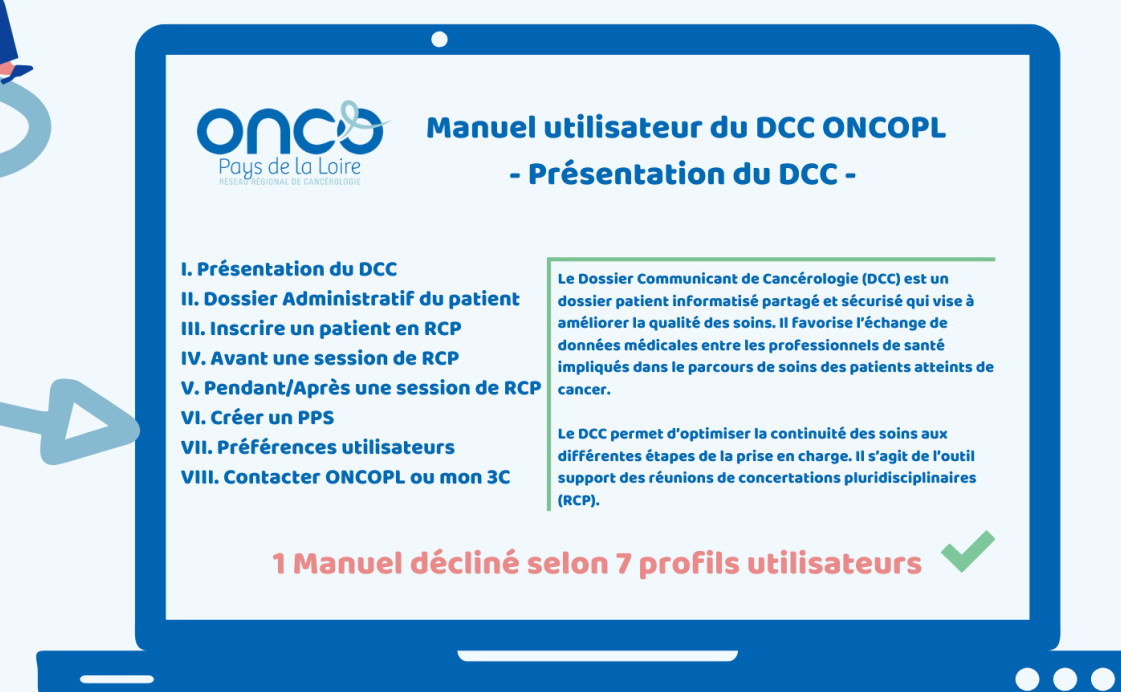 onco
Pays de la Loire
RÉSEAU RÉGIONAL DE CANCÉROLOGIE
Manuel utilisateur du DCC ONCOPL
- Présentation du DCC -
I. Présentation du DCC
II. Dossier Administratif du patient
III. Inscrire un patient en RCP
IV. Avant une session de RCP
V. Pendant/Après une session de RCP
VI. Créer un PPS
VII. Préférences utilisateurs
VIII. Contacter ONCOPL ou mon 3C
Le Dossier Communicant de Cancérologie (DCC) est un
dossier patient informatisé partagé et sécurisé qui vise à
améliorer la qualité des soins. Il favorise l'échange de
données médicales entre les professionnels de santé
impliqués dans le parcours de soins des patients atteints de
cancer.
Le DCC permet d'optimiser la continuité des soins aux
différentes étapes de la prise en charge. Il s'agit de l'outil
support des réunions de concertations pluridisciplinaires
(RCP).
1 Manuel décliné selon 7 profils utilisateurs